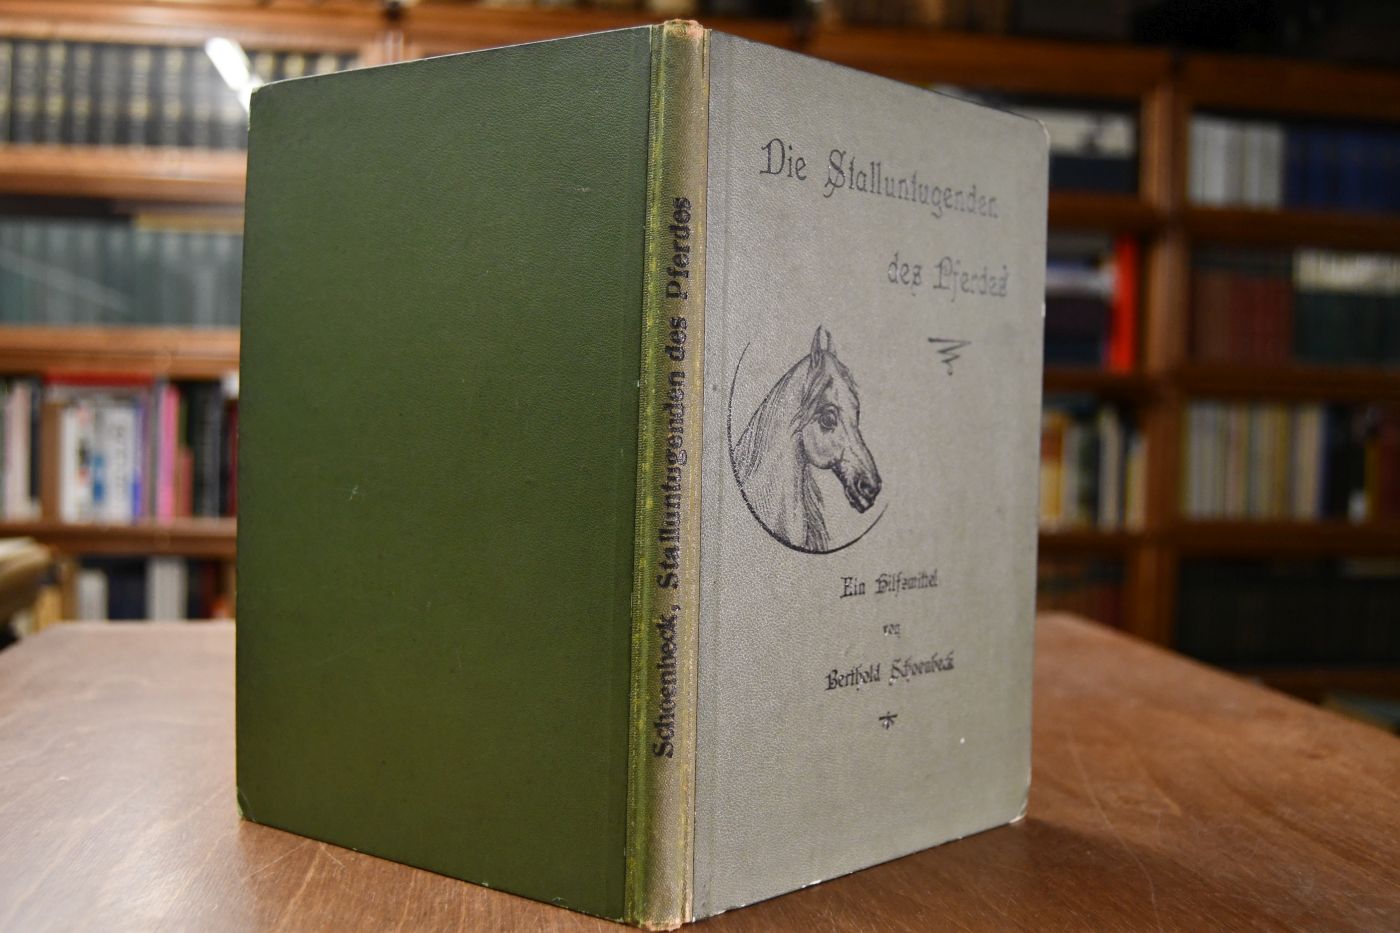 Schoenbeck, Stalluntugenden des Pferdes
Die Stalluntugenden
des Pferdes
Ein Hilfsmittel
von
Berthold Schoenbeck